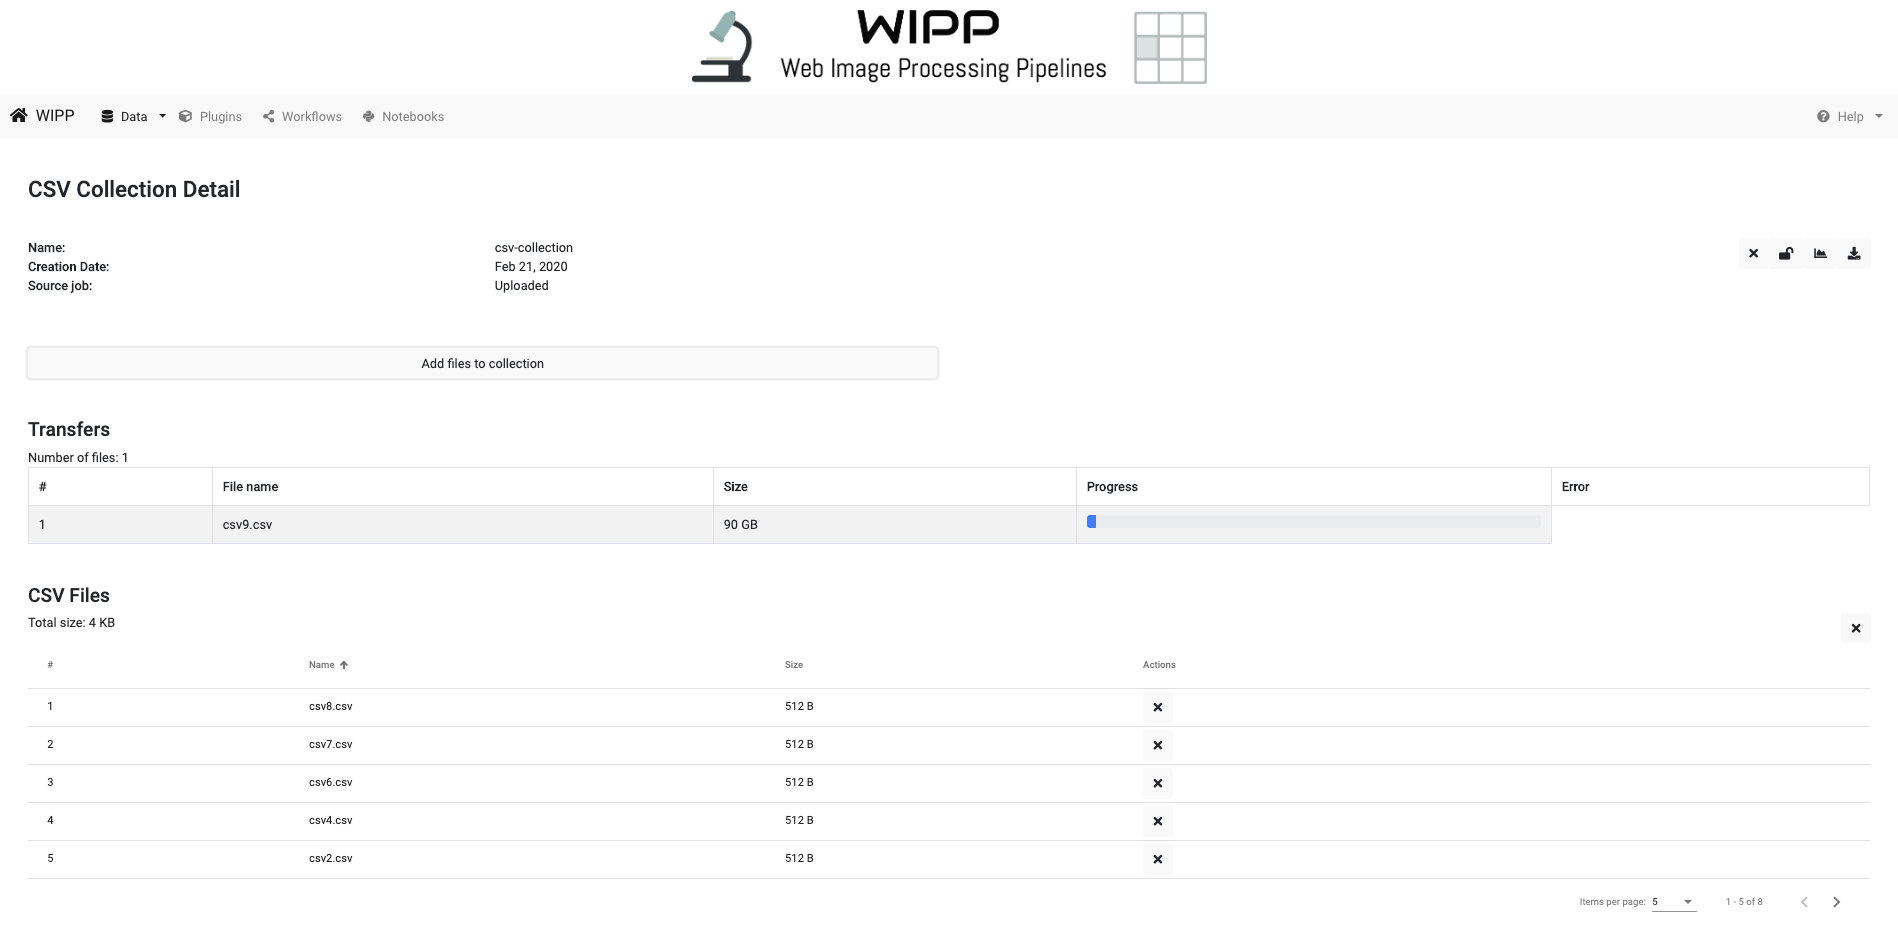 WIPP
Web Image Processing Pipelines
WIPP Data Plugins Workflows Notebooks Help
CSV Collection Detail
Name: csv-collection
Creation Date: Feb 21, 2020
Source job: Uploaded
Add files to collection
Transfers
Number of files: 1
# File name Size Progress Error
1 csv9.csv 90 GB
CSV Files
Total size: 4 KB
# Name Size Actions
1 csv8.csv 512 B
2 csv7.csv 512 B
3 csv6.csv 512 B
4 csv4.csv 512 B
5 csv2.csv 512 B
Items per page: 5 1 - 5 of 8